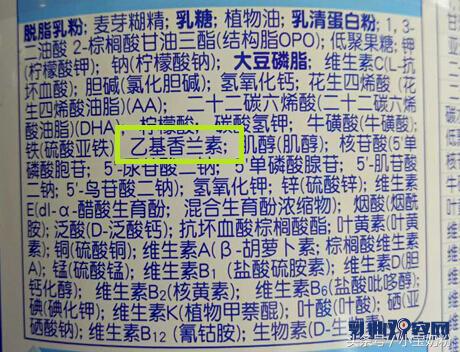 脱脂乳粉; 麦芽糊精; 乳糖; 植物油; 乳清蛋白粉; 1, 3-
二油酸 2-棕榈酸甘油三酯(结构脂OPO); 低聚果糖; 钾
(柠檬酸钾); 钠(柠檬酸钠); 大豆磷脂; 维生素C(L-抗
坏血酸); 胆碱(氯化胆碱); 氢氧化钙; 花生四烯酸油脂(花
生四烯酸油脂)(AA); 二十二碳六烯酸(二十二碳六烯
酸油脂)(DHA); 柠檬酸; 碳酸氢钾; 牛磺酸(牛磺酸);
铁(硫酸亚铁); 乙基香兰素; 肌醇(肌醇); 核苷酸(5'单
磷酸胞苷; 5'-尿苷酸二钠; 5'单磷酸腺苷; 5'-肌苷酸二
钠; 5'-鸟苷酸二钠); 氢氧化钾; 锌(硫酸锌); 维生素
E(dl-α-醋酸生育酚, 混合生育酚浓缩物); 烟酸(烟酰
胺); 泛酸(D-泛酸钙); 抗坏血酸棕榈酸酯; 叶黄素(叶黄
素); 铜(硫酸铜); 维生素A(β-胡萝卜素, 棕榈酸维生素
A); 锰(硫酸锰); 维生素B₁ (盐酸硫胺素); 维生素D(胆
钙化醇); 维生素B₂(核黄素); 维生素B₆(盐酸吡哆醇);
碘(碘化钾); 维生素K(植物甲萘醌); 叶酸(叶酸); 硒(亚
硒酸钠); 维生素B₁₂ (氰钴胺); 生物素(D-生物素)